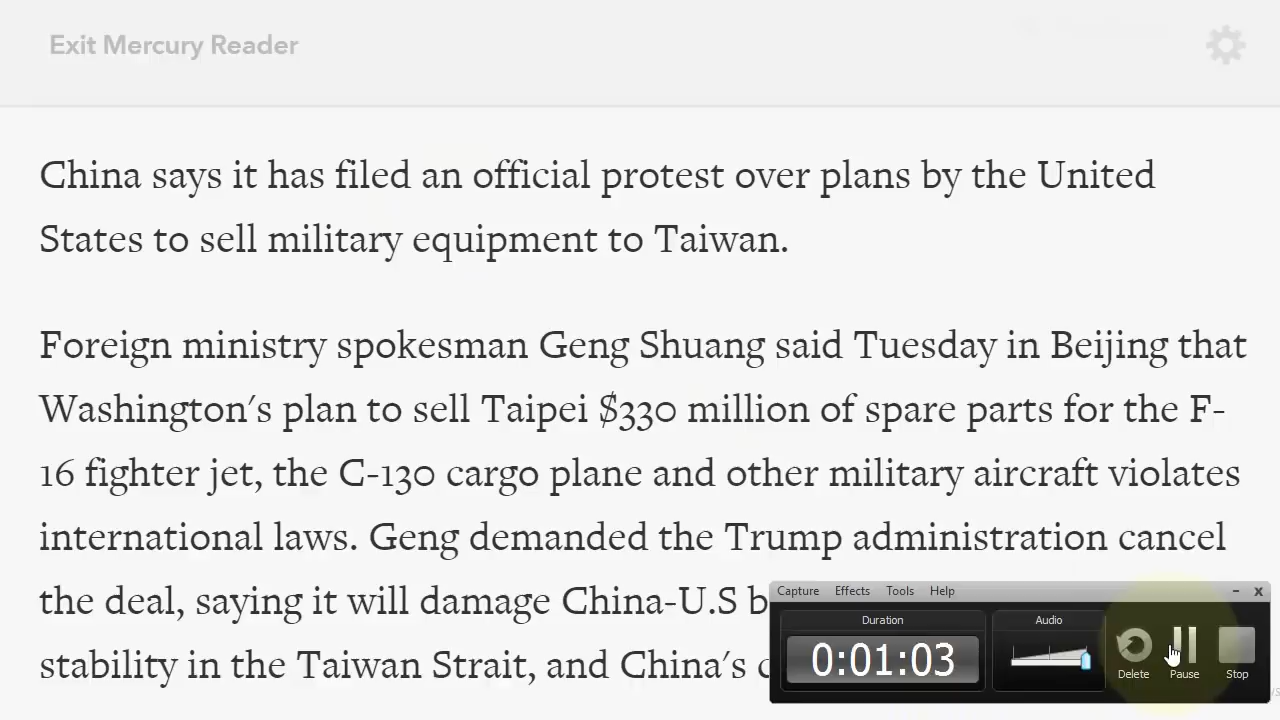 Exit Mercury Reader
China says it has filed an official protest over plans by the United
States to sell military equipment to Taiwan.
Foreign ministry spokesman Geng Shuang said Tuesday in Beijing that
Washington's plan to sell Taipei $330 million of spare parts for the F-
16 fighter jet, the C-130 cargo plane and other military aircraft violates
international laws. Geng demanded the Trump administration cancel
the deal, saying it will damage China-U.S b
stability in the Taiwan Strait, and China's
Capture Effects Tools Help
Duration Audio
0:01:03
Delete Pause Stop